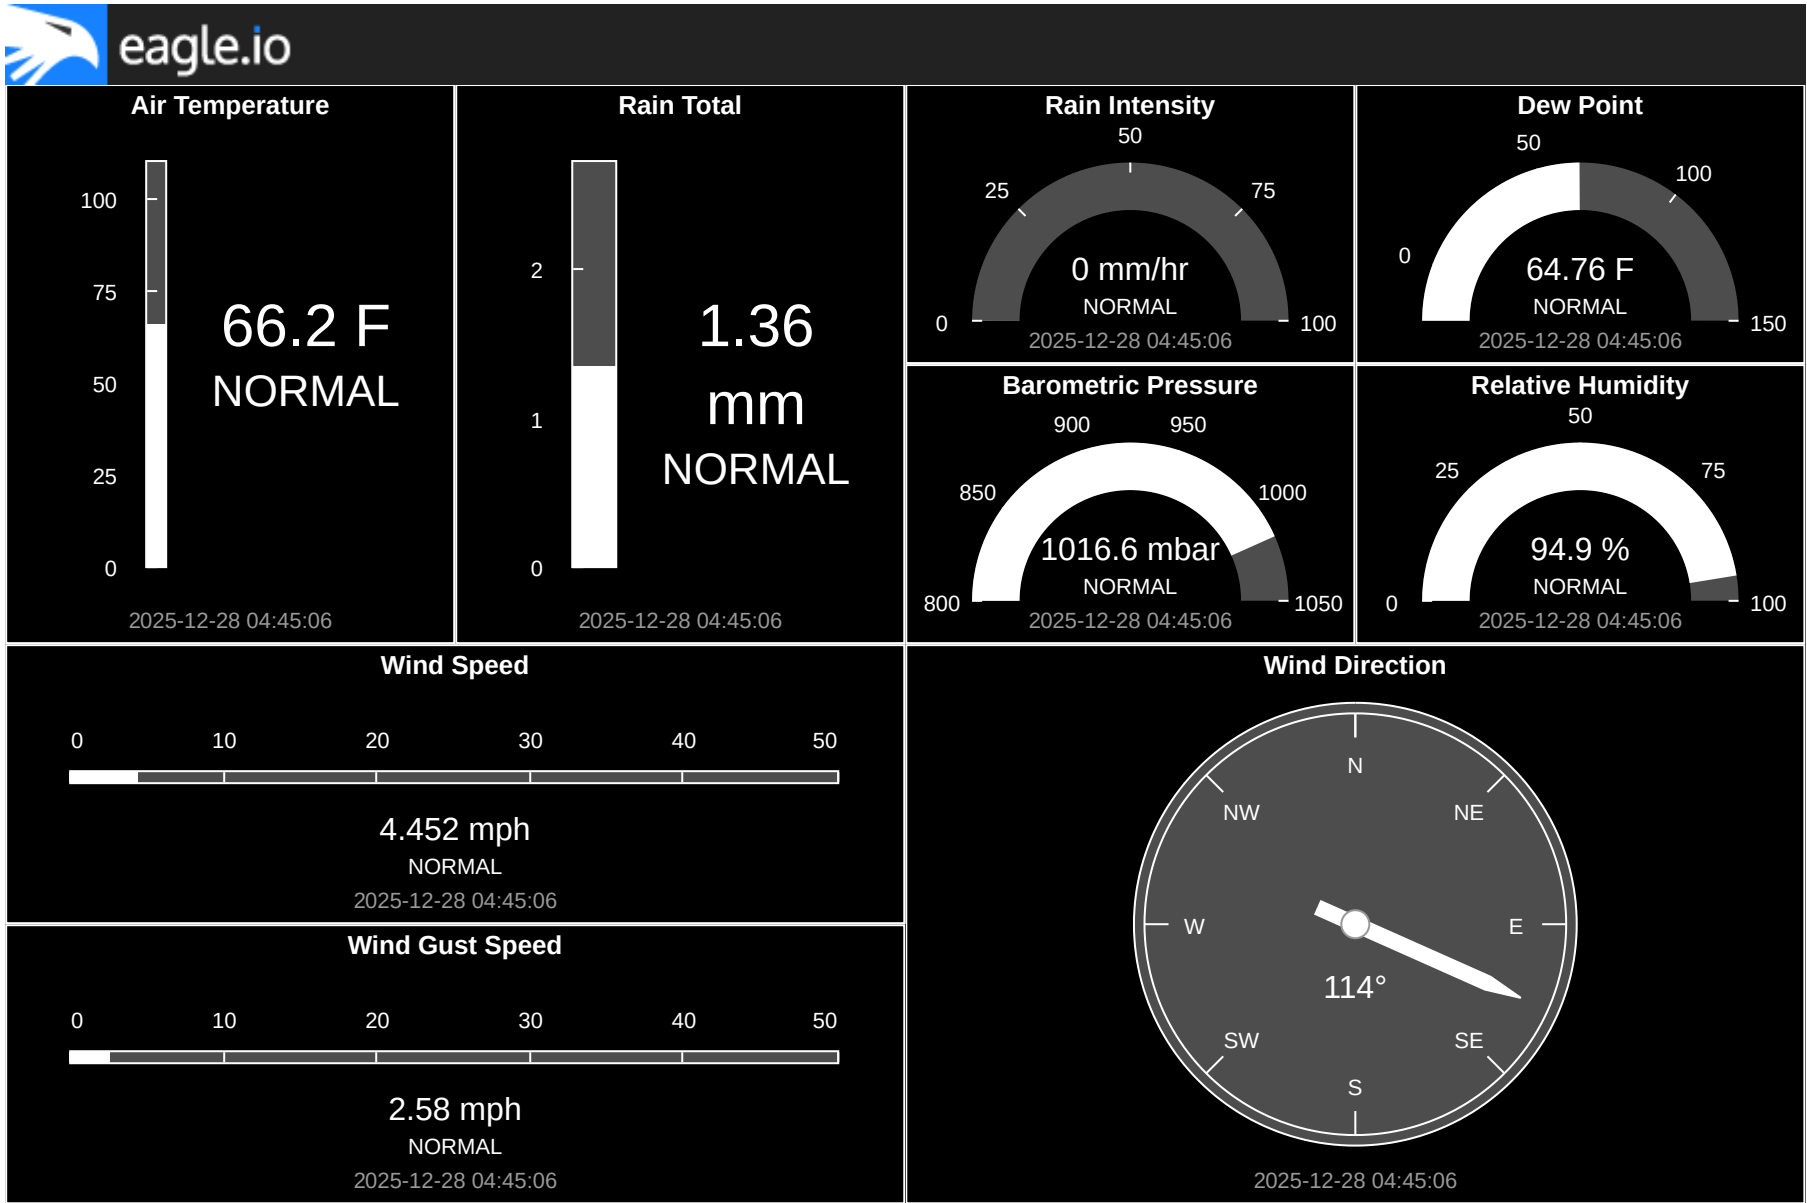 eagle.io
Air Temperature
100
75
50
25
0
66.2 F
NORMAL
2025-12-28 04:45:06
Rain Total
2
1
0
1.36
mm
NORMAL
2025-12-28 04:45:06
Rain Intensity
0
25
50
75
100
0 mm/hr
NORMAL
2025-12-28 04:45:06
Dew Point
0
50
100
150
64.76 F
NORMAL
2025-12-28 04:45:06
Barometric Pressure
800
850
900
950
1000
1050
1016.6 mbar
NORMAL
2025-12-28 04:45:06
Relative Humidity
0
25
50
75
100
94.9 %
NORMAL
2025-12-28 04:45:06
Wind Speed
0 10 20 30 40 50
4.452 mph
NORMAL
2025-12-28 04:45:06
Wind Gust Speed
0 10 20 30 40 50
2.58 mph
NORMAL
2025-12-28 04:45:06
Wind Direction
N
NW NE
W E
114°
SW SE
S
2025-12-28 04:45:06